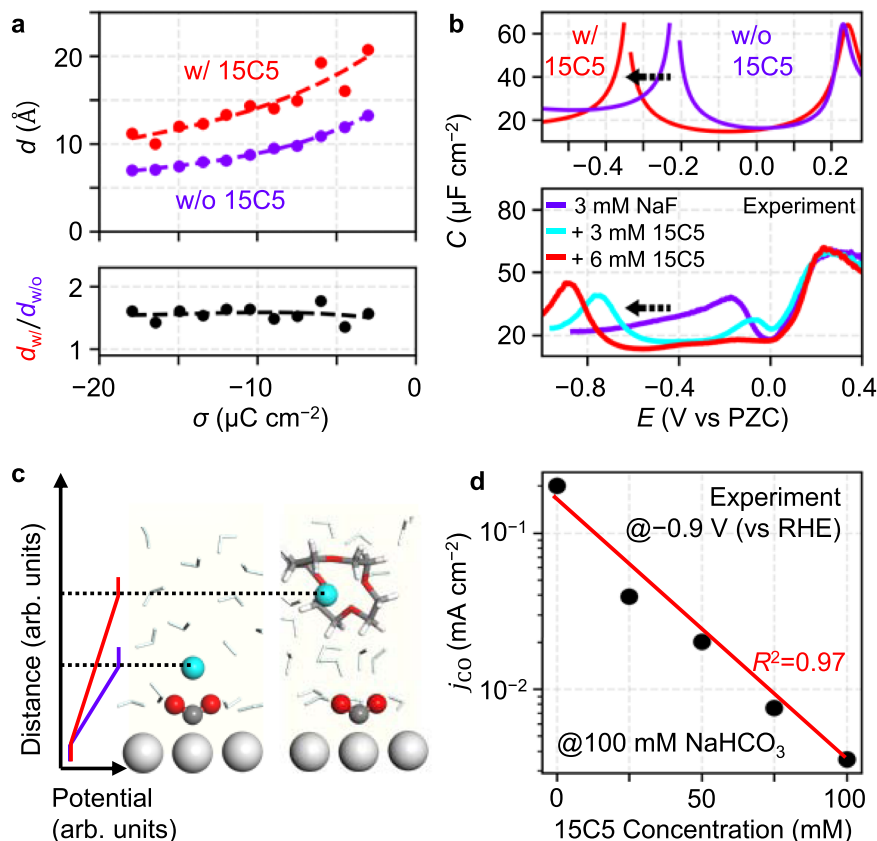 a
20
10
0
d (Å)
w/ 15C5
w/o 15C5
2
1
d_w//d_w/o
−20
−10
0
σ (μC cm⁻²)
b
60
40
20
w/
15C5
w/o
15C5
−0.4
−0.2
0.0
0.2
C (μF cm⁻²)
80
50
20
3 mM NaF
+ 3 mM 15C5
+ 6 mM 15C5
Experiment
−0.8
−0.4
0.0
0.4
E (V vs PZC)
c
Distance (arb. units)
Potential
(arb. units)
d
Experiment
@−0.9 V (vs RHE)
10⁻¹
10⁻²
j_CO (mA cm⁻²)
R²=0.97
@100 mM NaHCO₃
0
50
100
15C5 Concentration (mM)